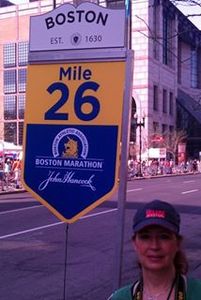 BOSTON
EST. 1630
Mile
26
BOSTON MARATHON
John Hancock